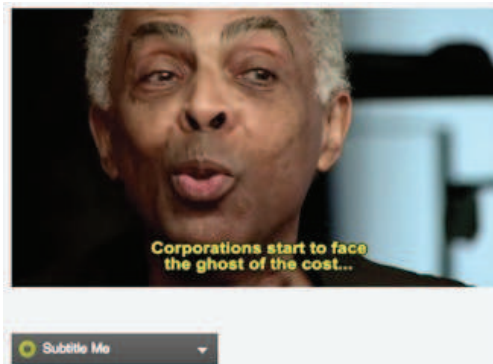 Corporations start to face
the ghost of the cost...
Subtitle Me